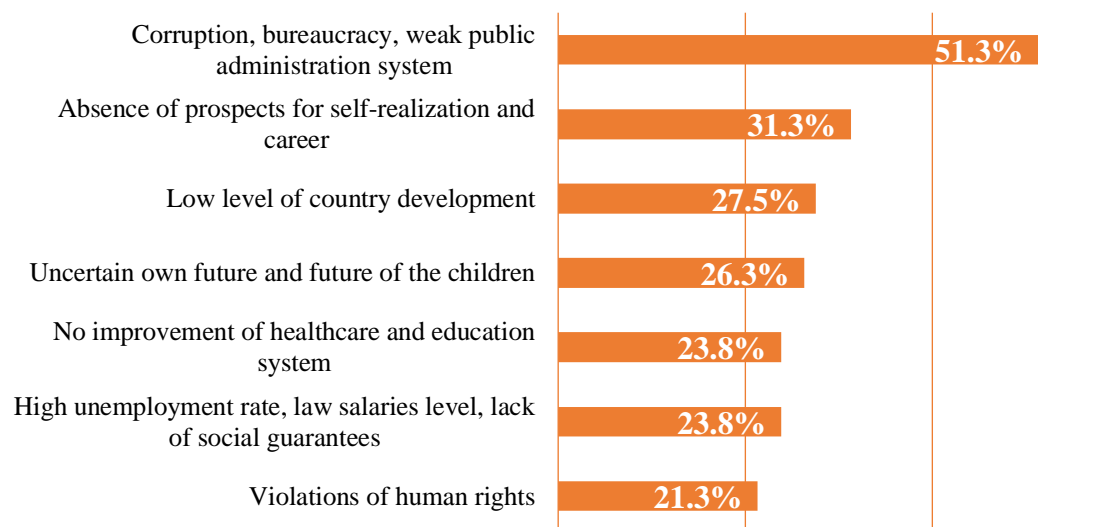 Corruption, bureaucracy, weak public
administration system
51.3%
Absence of prospects for self-realization and
career
31.3%
Low level of country development
27.5%
Uncertain own future and future of the children
26.3%
No improvement of healthcare and education
system
23.8%
High unemployment rate, law salaries level, lack
of social guarantees
23.8%
Violations of human rights
21.3%